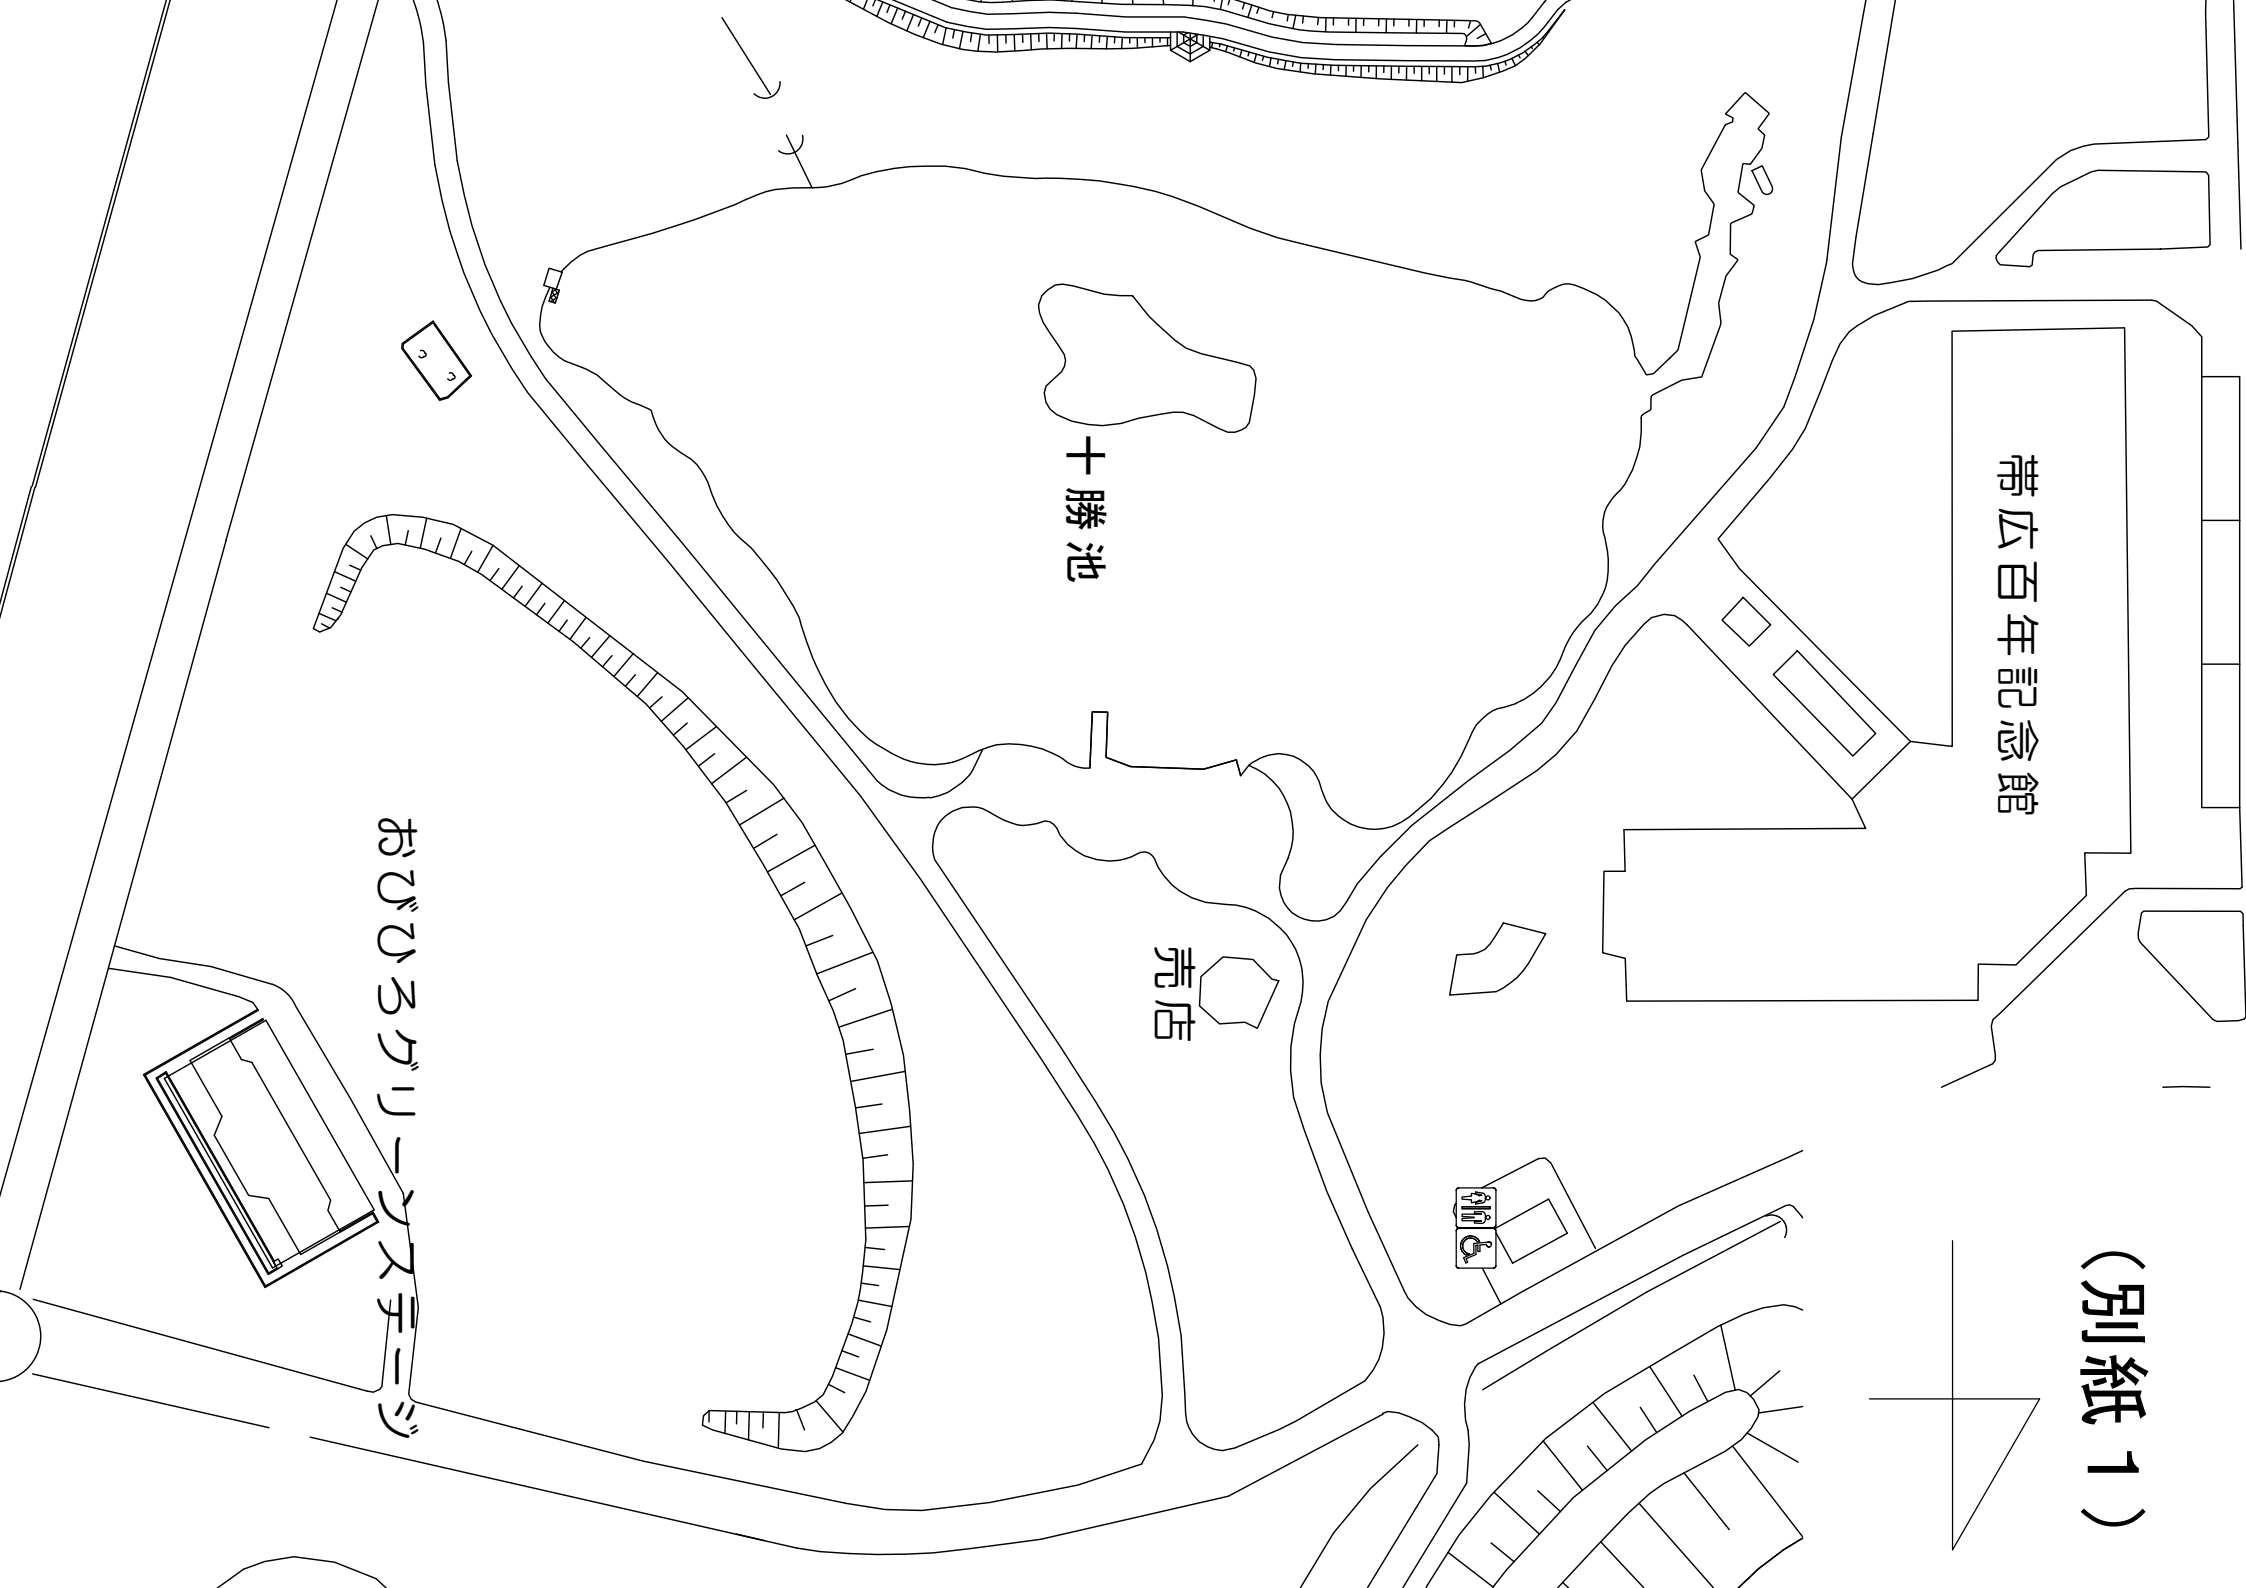 （別紙１）
帯広百年記念館
十勝池
売店
おびひろグリーンステージ